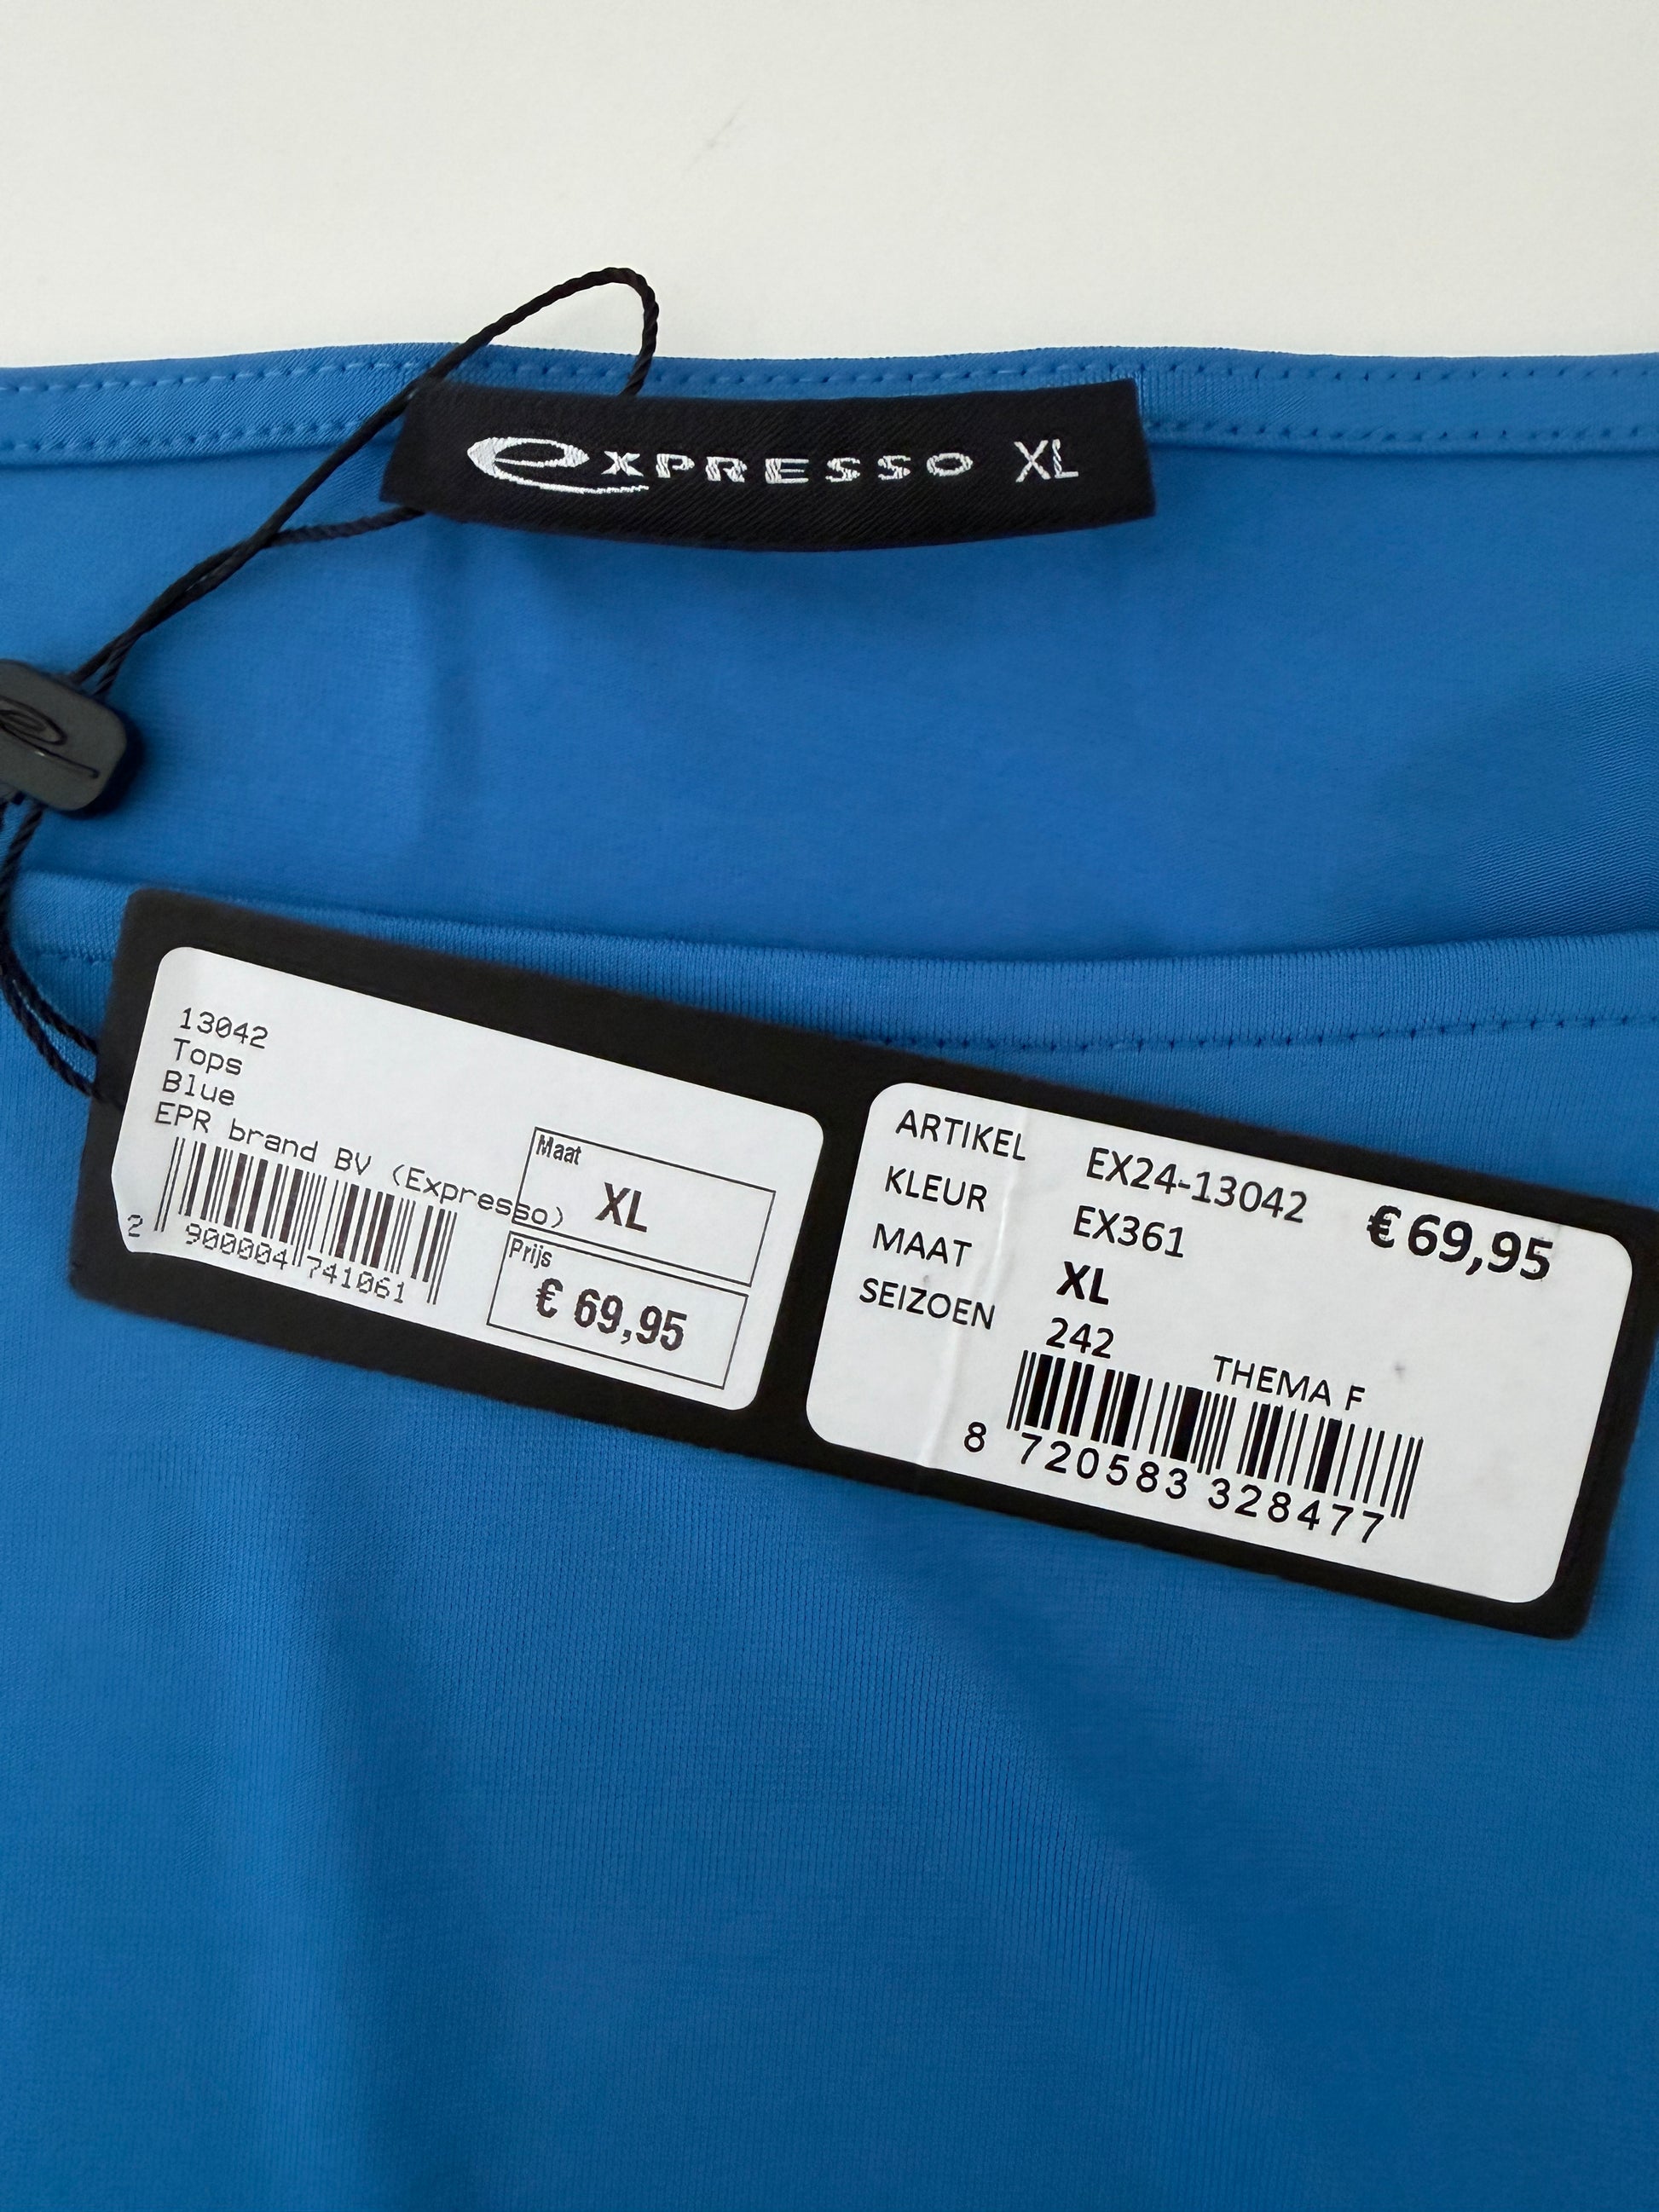 expresso XL
13042
Tops
Blue
EPR brand BV (Expresso)
Maat
XL
Prijs
€ 69,95
2 900004 741061
ARTIKEL EX24-13042 € 69,95
KLEUR EX361
MAAT XL
SEIZOEN 242
THEMA F
8 720583 328477
e